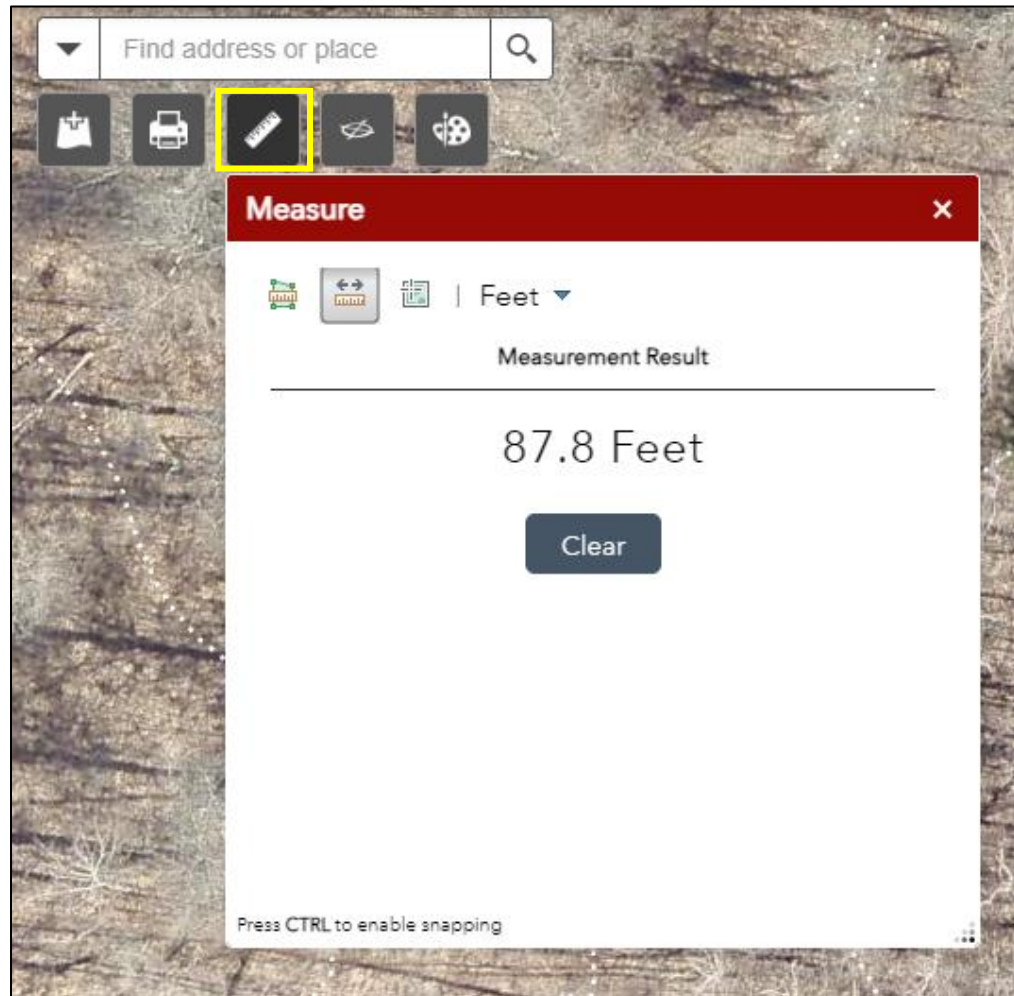 Find address or place
Measure
Feet
Measurement Result
87.8 Feet
Clear
Press CTRL to enable snapping